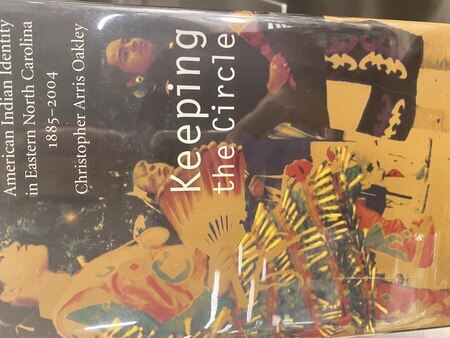 American Indian Identity
in Eastern North Carolina
1885–2004
Christopher Arris Oakley
Keeping
the Circle